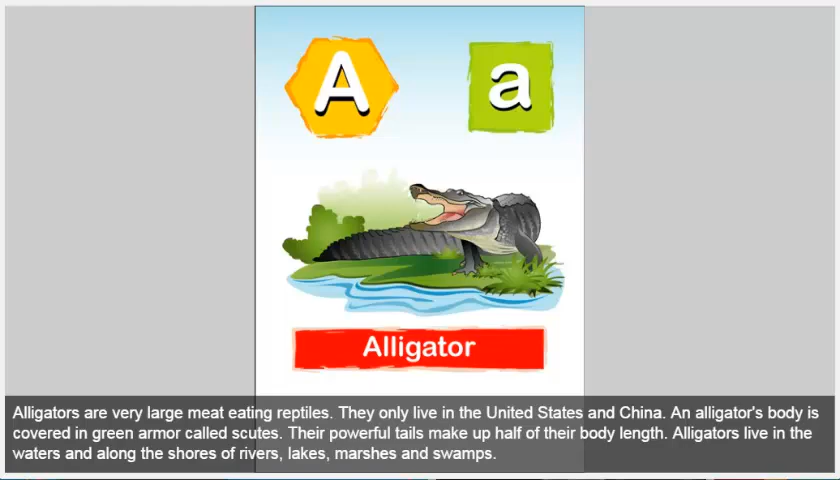 A a
Alligator
Alligators are very large meat eating reptiles. They only live in the United States and China. An alligator's body is
covered in green armor called scutes. Their powerful tails make up half of their body length. Alligators live in the
waters and along the shores of rivers, lakes, marshes and swamps.